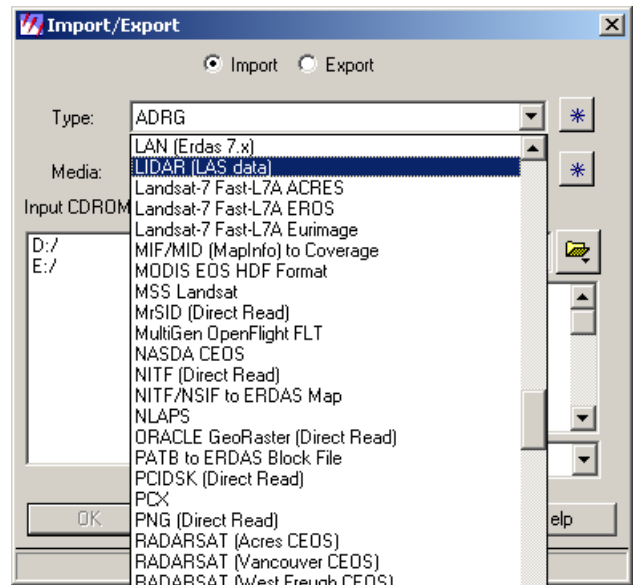 Import/Export
Import Export
Type: ADRG
Media:
Input CDROM
D:/
E:/
LAN (Erdas 7.x)
LIDAR (LAS data)
Landsat-7 Fast-L7A ACRES
Landsat-7 Fast-L7A EROS
Landsat-7 Fast-L7A Eurimage
MIF/MID (MapInfo) to Coverage
MODIS EOS HDF Format
MSS Landsat
MrSID (Direct Read)
MultiGen OpenFlight FLT
NASDA CEOS
NITF (Direct Read)
NITF/NSIF to ERDAS Map
NLAPS
ORACLE GeoRaster (Direct Read)
PATB to ERDAS Block File
PCIDSK (Direct Read)
PCX
PNG (Direct Read)
RADARSAT (Acres CEOS)
RADARSAT (Vancouver CEOS)
RADARSAT (West Freugh CEOS)
OK elp